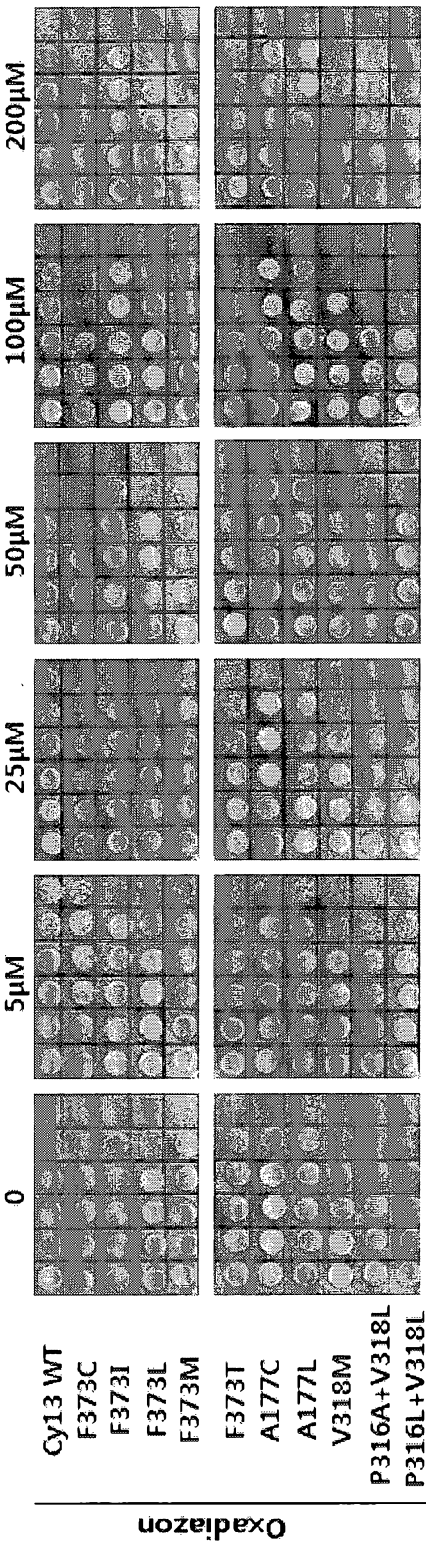 0 5μM 25μM 50μM 100μM 200μM
Oxadiazon
Cy13 WT
F373C
F373I
F373L
F373M
F373T
A177C
A177L
V318M
P316A+V318L
P316L+V318L